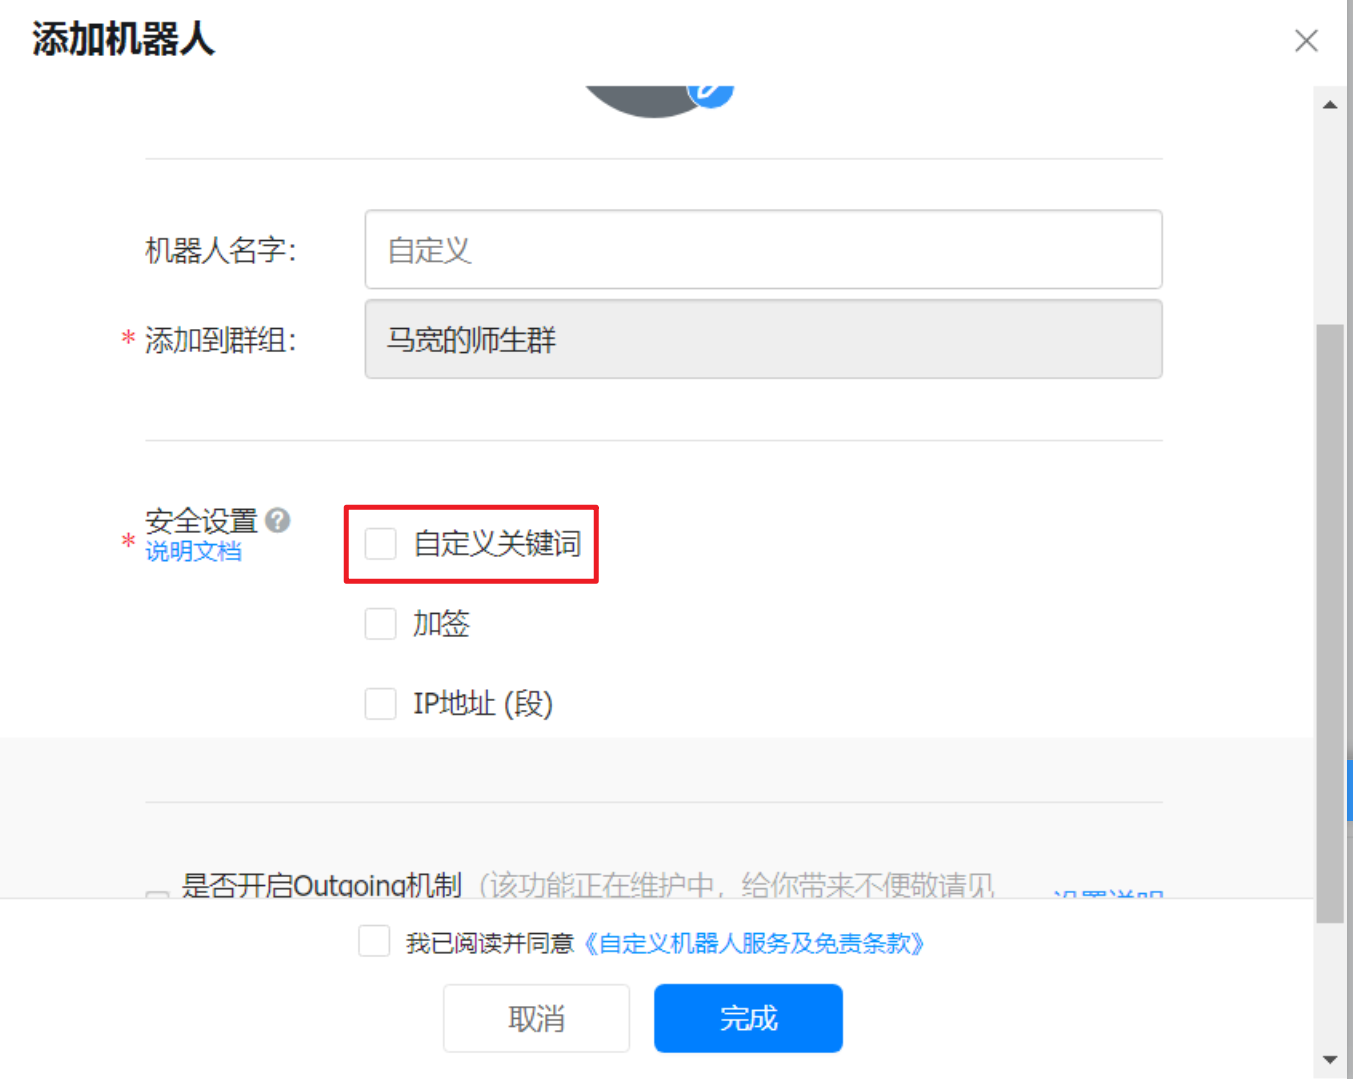 添加机器人
机器人名字：
自定义
* 添加到群组：
马宽的师生群
安全设置 ?
* 说明文档
自定义关键词
加签
IP地址 (段)
是否开启Outgoing机制（该功能正在维护中，给你带来不便敬请见
设置说明
我已阅读并同意《自定义机器人服务及免责条款》
取消
完成